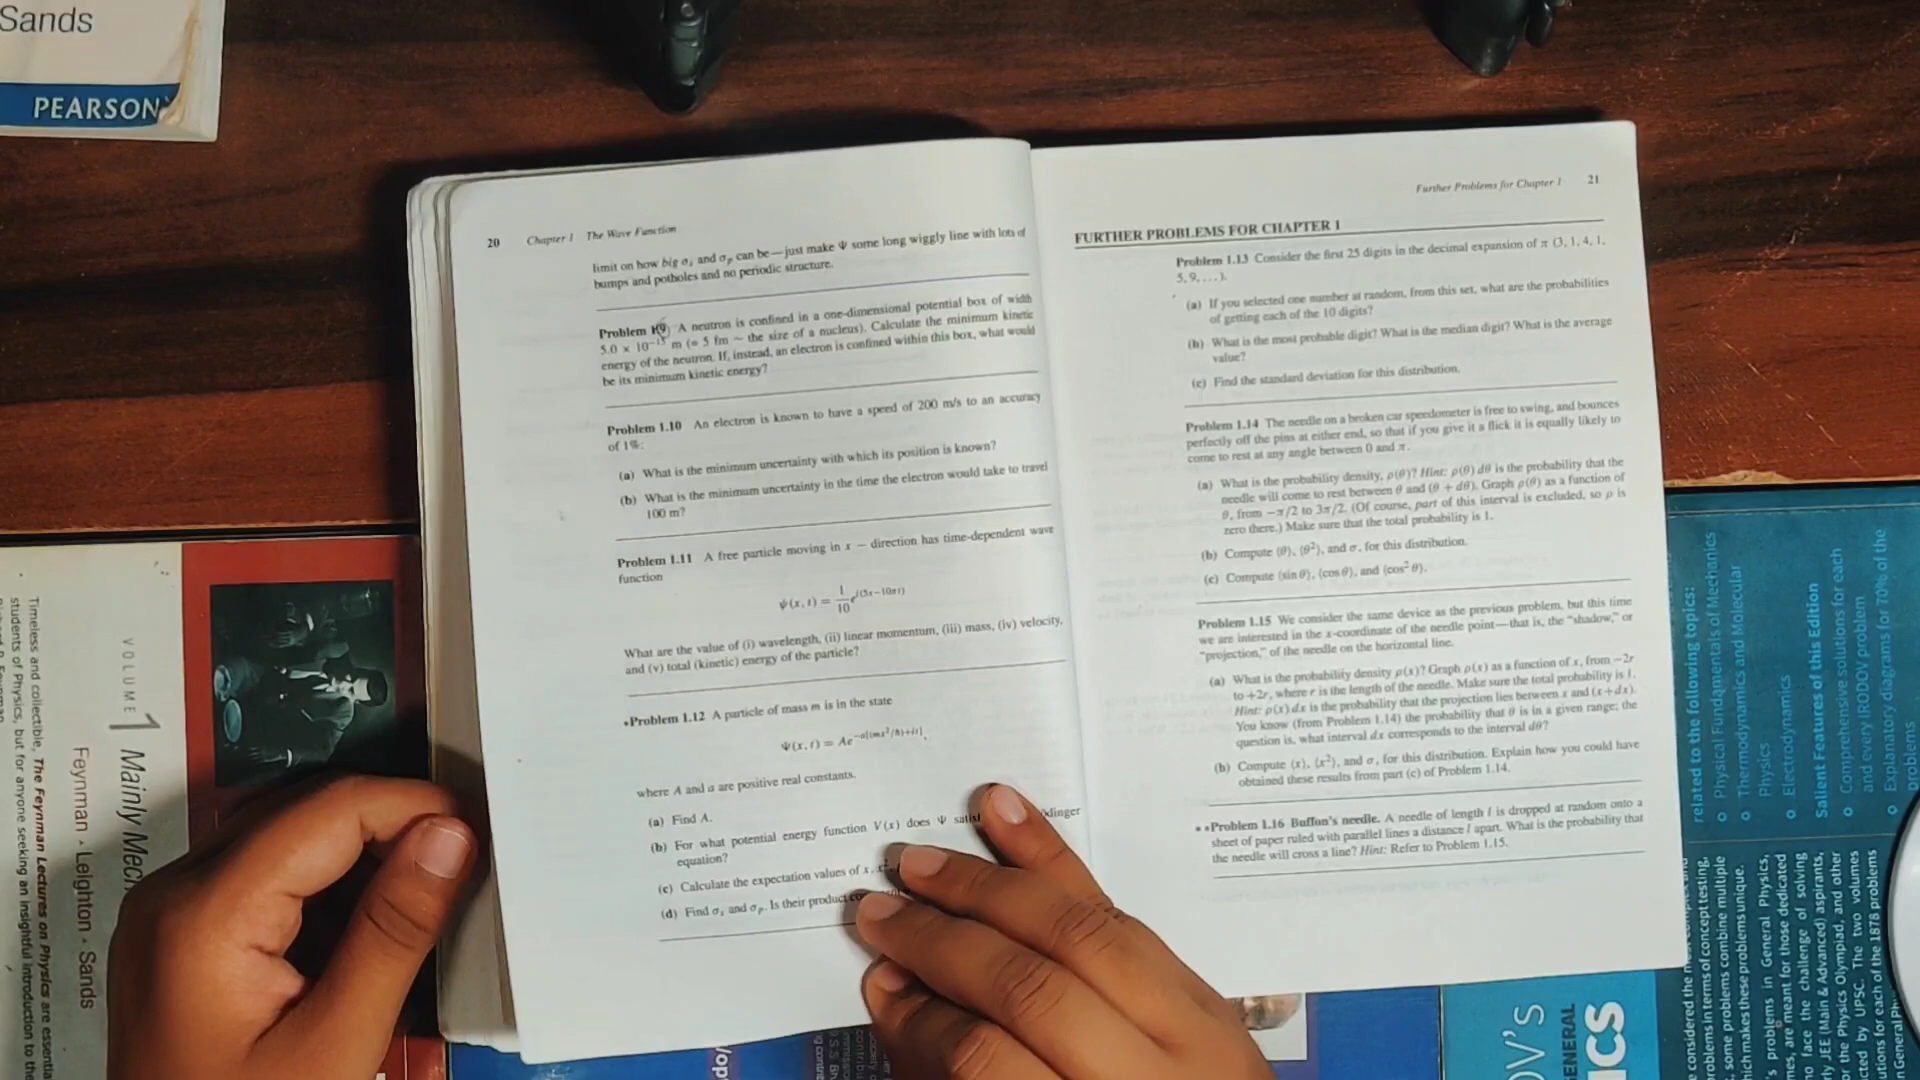 Sands
PEARSON
20 Chapter 1 The Wave Function
limit on how big σx and σp can be—just make Ψ some long wiggly line with lots of
bumps and potholes and no periodic structure.
Problem 1.9 A neutron is confined in a one-dimensional potential box of width
5.0 × 10⁻¹⁵ m (= 5 fm ~ the size of a nucleus). Calculate the minimum kinetic
energy of the neutron. If, instead, an electron is confined within this box, what would
be its minimum kinetic energy?
Problem 1.10 An electron is known to have a speed of 200 m/s to an accuracy
of 1%:
(a) What is the minimum uncertainty with which its position is known?
(b) What is the minimum uncertainty in the time the electron would take to travel
100 m?
Problem 1.11 A free particle moving in x − direction has time-dependent wave
function
ψ(x, t) = 1/10 e^{i(5x−10πt)}
What are the value of (i) wavelength, (ii) linear momentum, (iii) mass, (iv) velocity,
and (v) total (kinetic) energy of the particle?
*Problem 1.12 A particle of mass m is in the state
Ψ(x, t) = Ae^{−a[(mx²/ħ)+it]},
where A and a are positive real constants.
(a) Find A.
(b) For what potential energy function V(x) does Ψ
equation?
(c) Calculate the expectation values of x, x²,
(d) Find σx and σp. Is their product
Further Problems for Chapter 1 21
FURTHER PROBLEMS FOR CHAPTER 1
Problem 1.13 Consider the first 25 digits in the decimal expansion of π (3, 1, 4, 1,
5, 9, . . .).
(a) If you selected one number at random, from this set, what are the probabilities
of getting each of the 10 digits?
(b) What is the most probable digit? What is the median digit? What is the average
value?
(c) Find the standard deviation for this distribution.
Problem 1.14 The needle on a broken car speedometer is free to swing, and bounces
perfectly off the pins at either end, so that if you give it a flick it is equally likely to
come to rest at any angle between 0 and π.
(a) What is the probability density, ρ(θ)? Hint: ρ(θ) dθ is the probability that the
needle will come to rest between θ and (θ + dθ). Graph ρ(θ) as a function of
θ, from −π/2 to 3π/2. (Of course, part of this interval is excluded, so ρ is
zero there.) Make sure that the total probability is 1.
(b) Compute ⟨θ⟩, ⟨θ²⟩, and σ, for this distribution.
(c) Compute ⟨sin θ⟩, ⟨cos θ⟩, and ⟨cos² θ⟩.
Problem 1.15 We consider the same device as the previous problem, but this time
we are interested in the x-coordinate of the needle point—that is, the “shadow,” or
“projection,” of the needle on the horizontal line.
(a) What is the probability density ρ(x)? Graph ρ(x) as a function of x, from −2r
to +2r, where r is the length of the needle. Make sure the total probability is 1.
Hint: ρ(x) dx is the probability that the projection lies between x and (x + dx).
You know (from Problem 1.14) the probability that θ is in a given range; the
question is, what interval dx corresponds to the interval dθ?
(b) Compute ⟨x⟩, ⟨x²⟩, and σ, for this distribution. Explain how you could have
obtained these results from part (c) of Problem 1.14.
**Problem 1.16 Buffon’s needle. A needle of length l is dropped at random onto a
sheet of paper ruled with parallel lines a distance l apart. What is the probability that
the needle will cross a line? Hint: Refer to Problem 1.15.
VOLUME 1 Mainly Mec
Feynman - Leighton - Sands
Timeless and collectible, The Feynman Lectures on Physics are essential
students of Physics, but for anyone seeking an insightful introduction to the
related to the following topics:
Physical Fundamentals of Mechanics
Thermodynamics and Molecular
Physics
Electrodynamics
Salient Features of this Edition
Comprehensive solutions for each
and every IRODOV problem
Explanatory diagrams for 70% of the
problems
considered the
problems in terms of concept testing,
some problems combine multiple
which makes these problems unique.
's problems in General Physics,
are meant for those dedicated
face the challenge of solving
JEE (Main & Advanced) aspirants,
the Physics Olympiad, and other
cted by UPSC. The two volumes
utions for each of the 1878 problems
OV'S
GENERAL
ICS